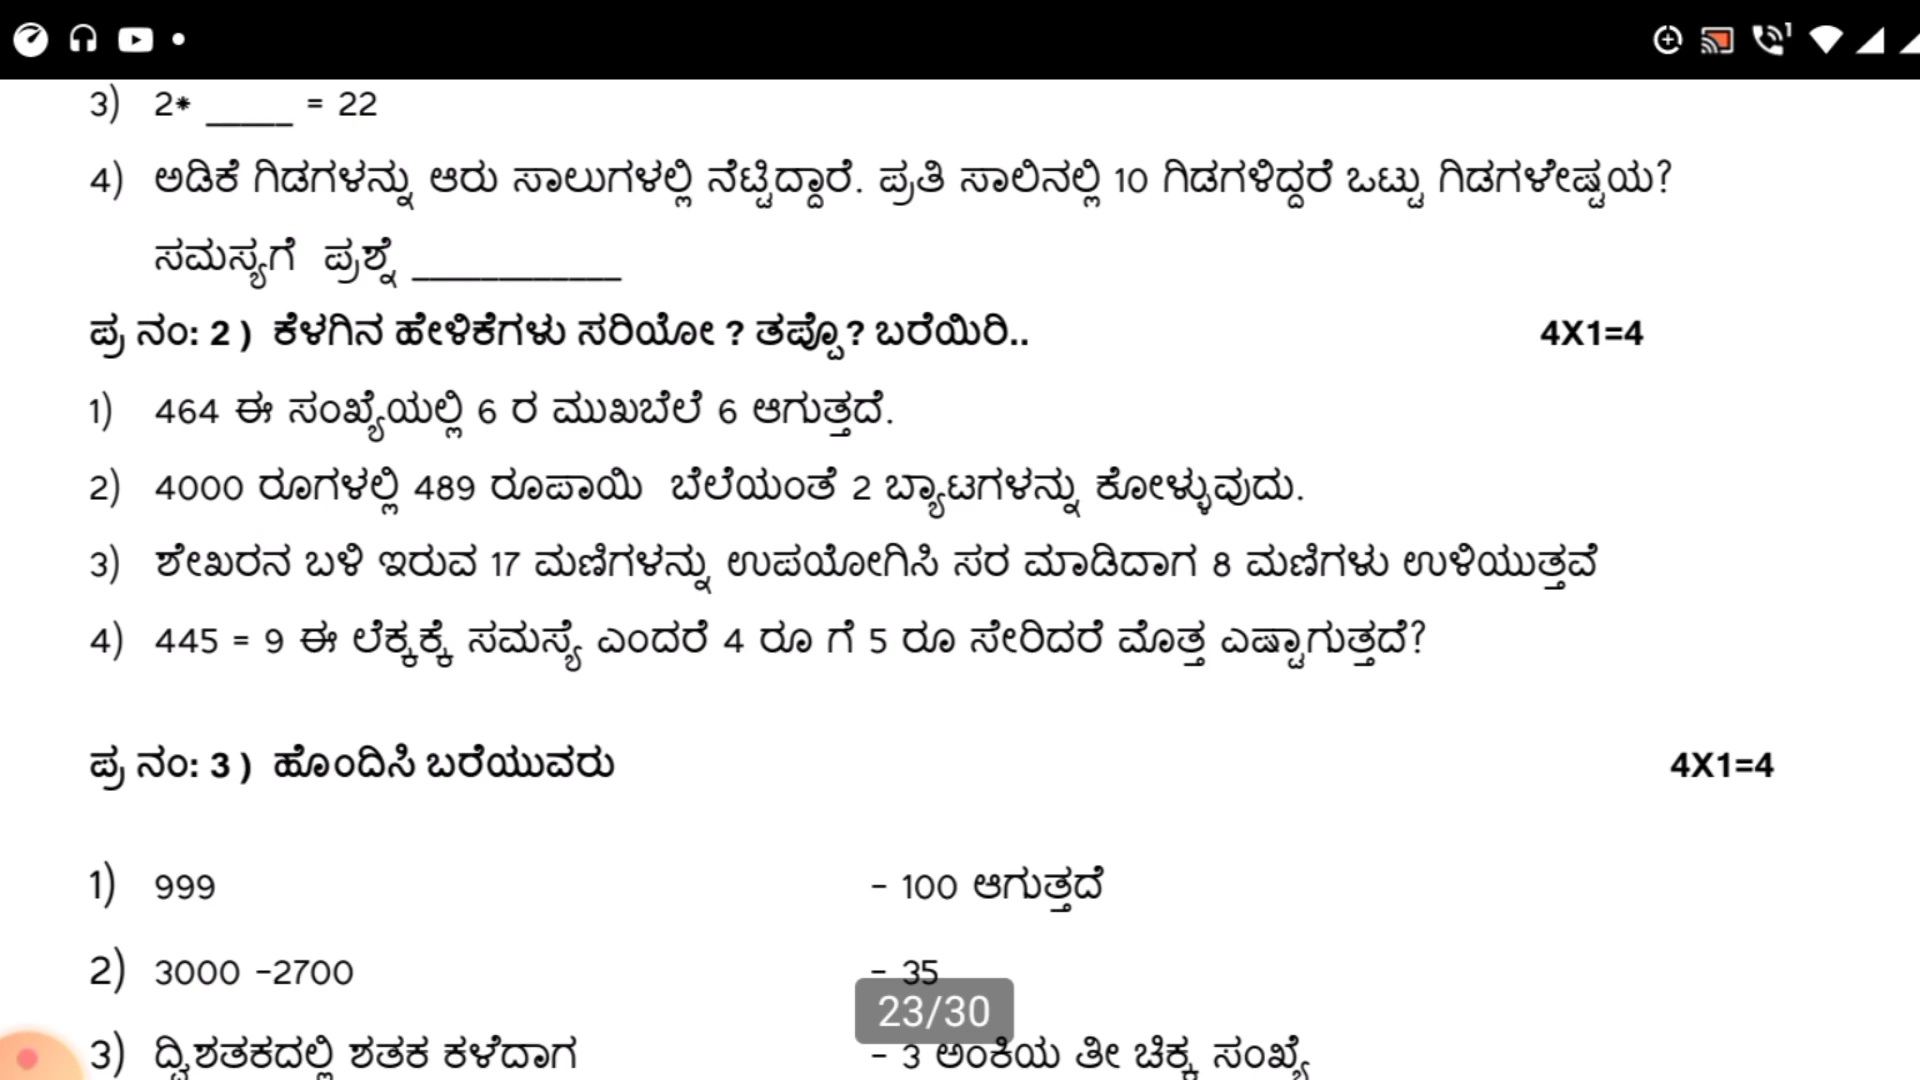 3) 2* _____ = 22
4) ಅಡಿಕೆ ಗಿಡಗಳನ್ನು ಆರು ಸಾಲುಗಳಲ್ಲಿ ನೆಟ್ಟಿದ್ದಾರೆ. ಪ್ರತಿ ಸಾಲಿನಲ್ಲಿ 10 ಗಿಡಗಳಿದ್ದರೆ ಒಟ್ಟು ಗಿಡಗಳೇಷ್ಟಯ?
ಸಮಸ್ಯಗೆ ಪ್ರಶ್ನೆ ____________
ಪ್ರ ನಂ: 2 ) ಕೆಳಗಿನ ಹೇಳಿಕೆಗಳು ಸರಿಯೋ ? ತಪ್ಪೊ? ಬರೆಯಿರಿ.. 4X1=4
1) 464 ಈ ಸಂಖ್ಯೆಯಲ್ಲಿ 6 ರ ಮುಖಬೆಲೆ 6 ಆಗುತ್ತದೆ.
2) 4000 ರೂಗಳಲ್ಲಿ 489 ರೂಪಾಯಿ ಬೆಲೆಯಂತೆ 2 ಬ್ಯಾಟಗಳನ್ನು ಕೋಳ್ಳುವುದು.
3) ಶೇಖರನ ಬಳಿ ಇರುವ 17 ಮಣಿಗಳನ್ನು ಉಪಯೋಗಿಸಿ ಸರ ಮಾಡಿದಾಗ 8 ಮಣಿಗಳು ಉಳಿಯುತ್ತವೆ
4) 445 = 9 ಈ ಲೆಕ್ಕಕ್ಕೆ ಸಮಸ್ಯೆ ಎಂದರೆ 4 ರೂ ಗೆ 5 ರೂ ಸೇರಿದರೆ ಮೊತ್ತ ಎಷ್ಟಾಗುತ್ತದೆ?
ಪ್ರ ನಂ: 3 ) ಹೊಂದಿಸಿ ಬರೆಯುವರು 4X1=4
1) 999 - 100 ಆಗುತ್ತದೆ
2) 3000 -2700 - 35
23/30
3) ದ್ವಿಶತಕದಲ್ಲಿ ಶತಕ ಕಳೆದಾಗ - 3 ಅಂಕಿಯ ತೀ ಚಿಕ್ಕ ಸಂಖ್ಯೆ